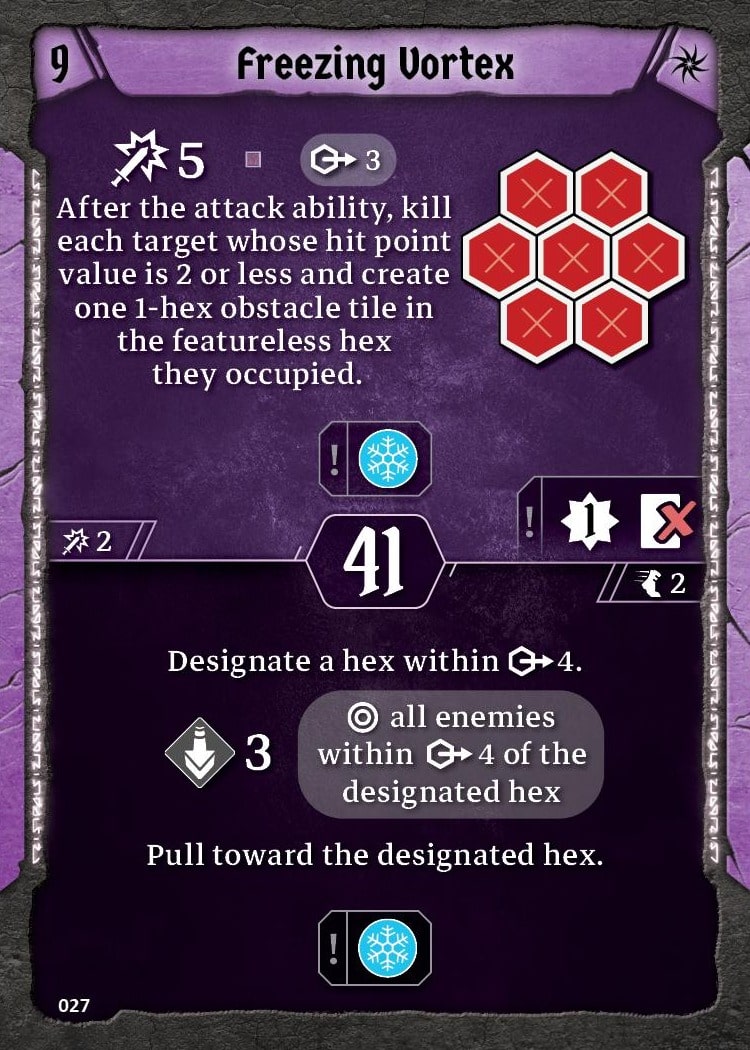 9
Freezing Vortex
5
3
After the attack ability, kill
each target whose hit point
value is 2 or less and create
one 1-hex obstacle tile in
the featureless hex
they occupied.
!
! 1
2
41
2
Designate a hex within 4.
3
all enemies
within 4 of the
designated hex
Pull toward the designated hex.
!
027